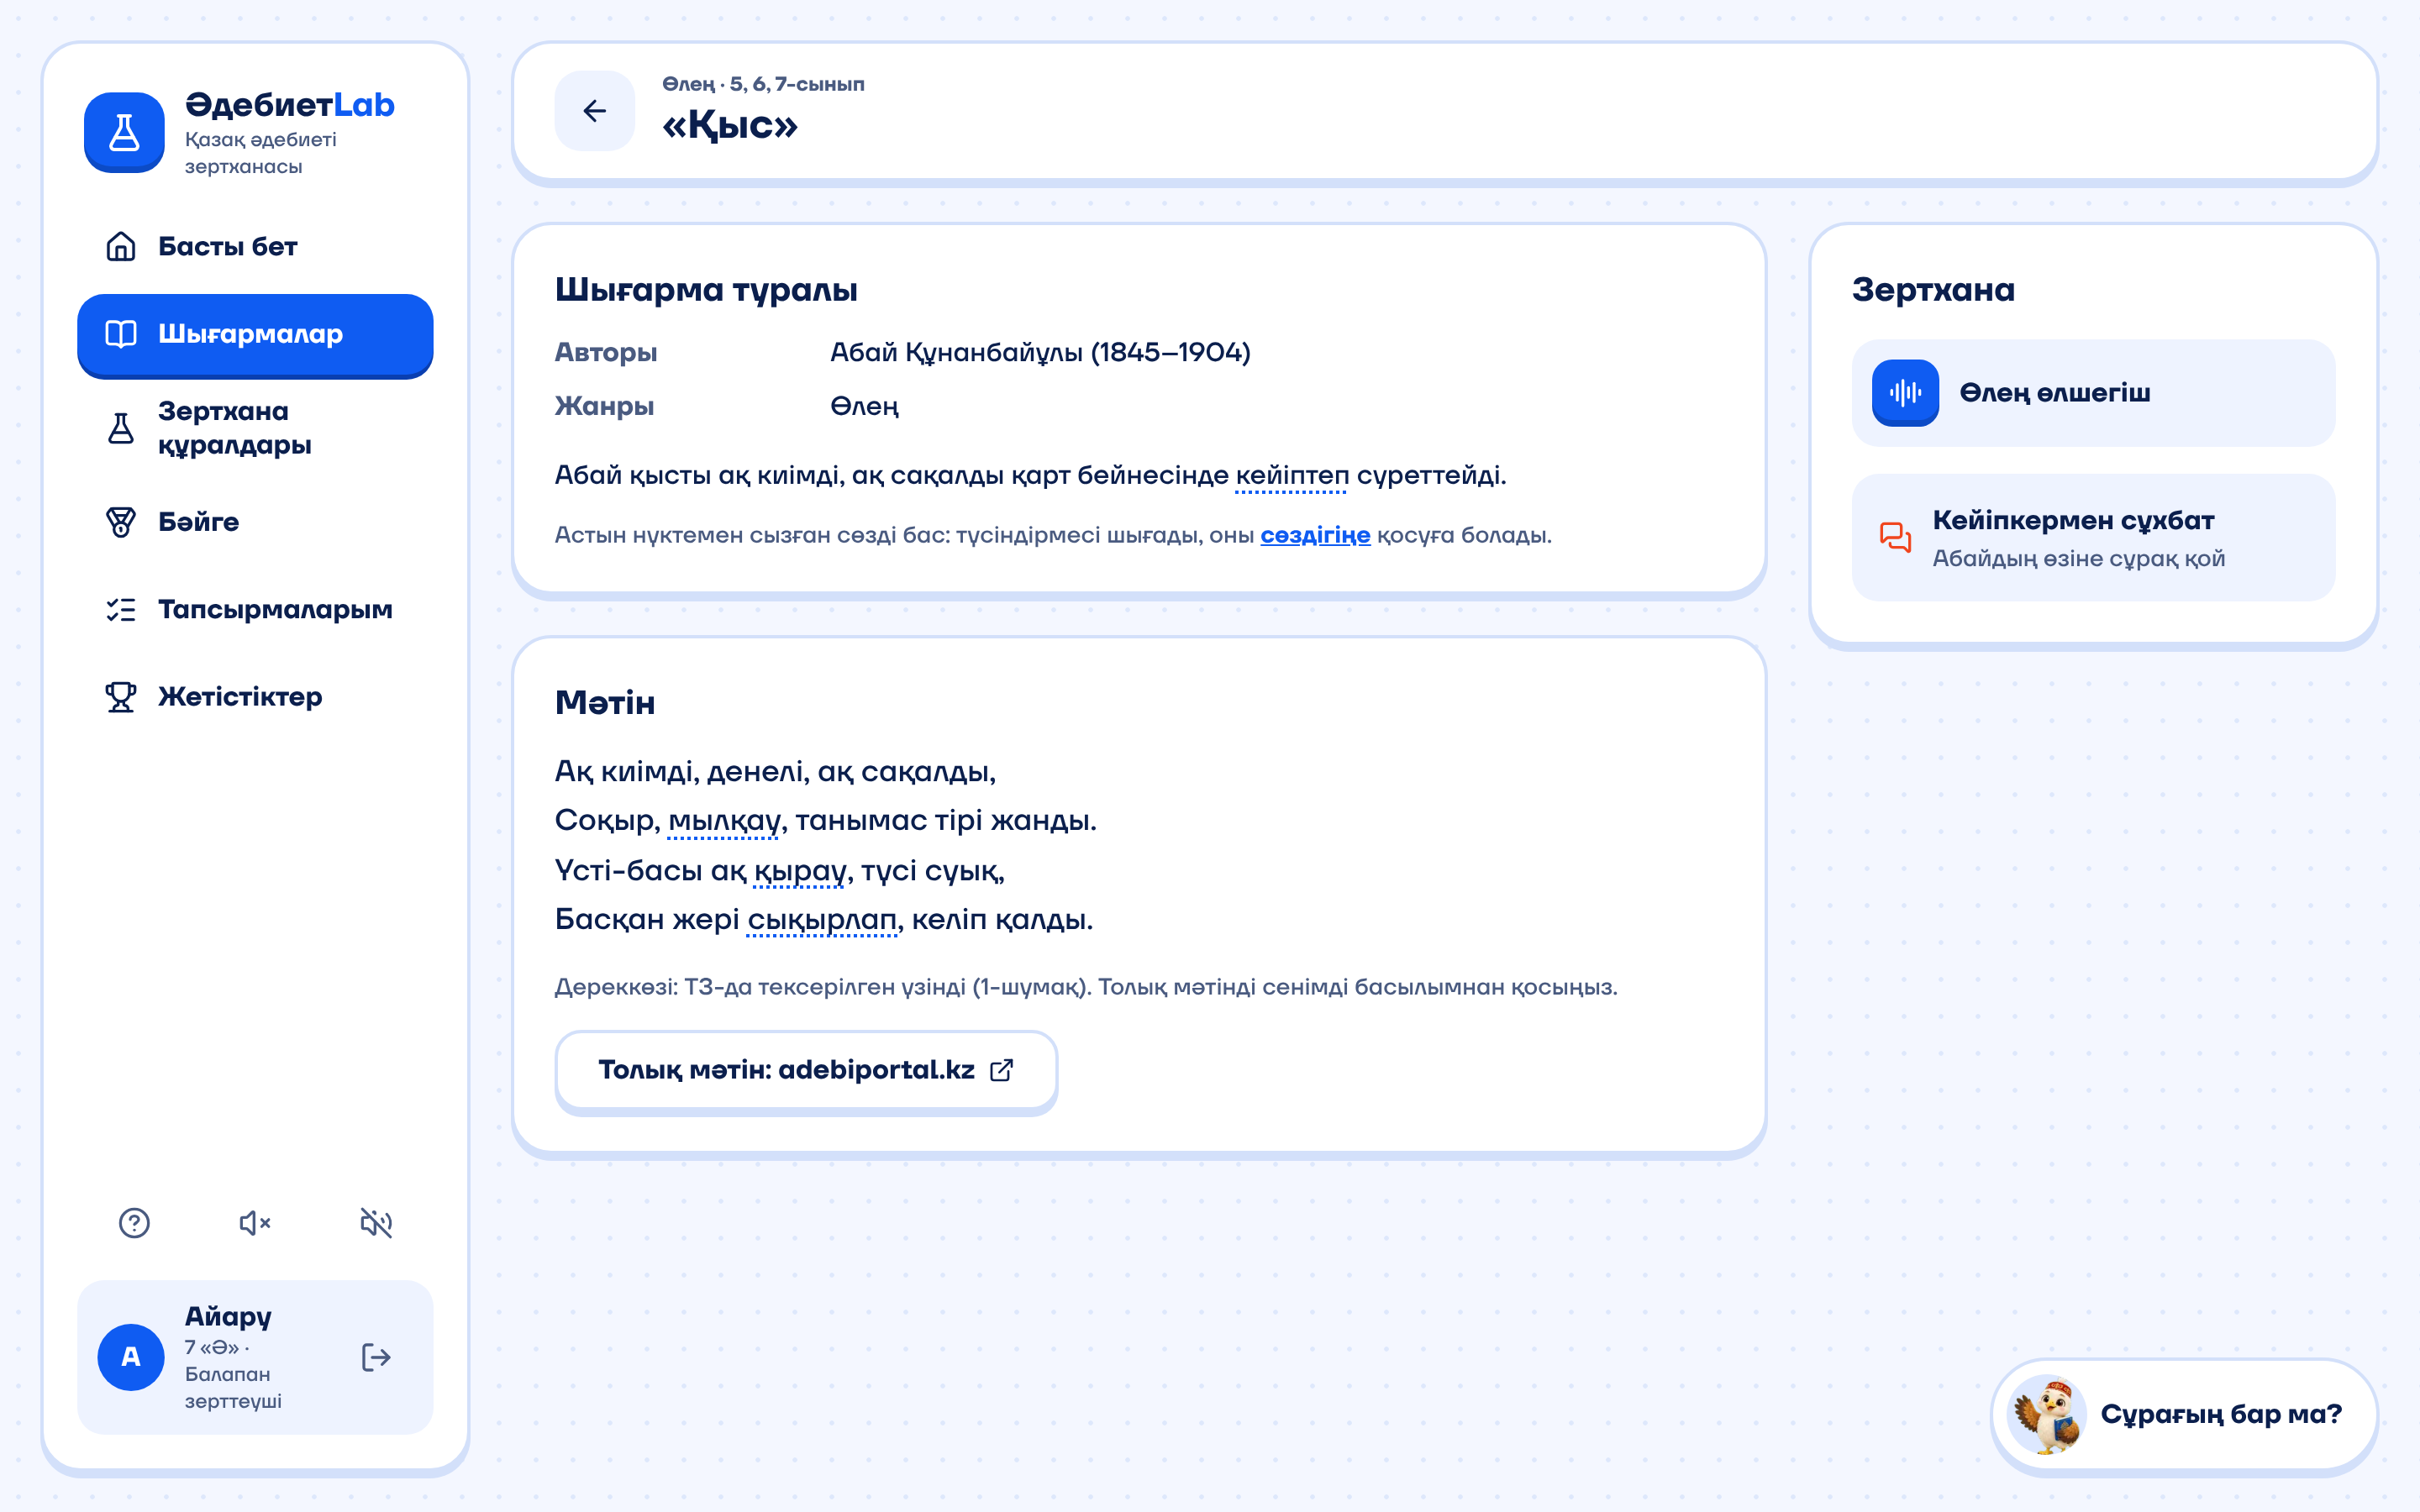 ӘдебиетLab
Қазақ әдебиеті
зертханасы
Басты бет
Шығармалар
Зертхана
құралдары
Бәйге
Тапсырмаларым
Жетістіктер
А
Айару
7 «Ә» ·
Балапан
зерттеуші
Өлең · 5, 6, 7-сынып
«Қыс»
Шығарма туралы
Авторы Абай Құнанбайұлы (1845–1904)
Жанры Өлең
Абай қысты ақ киімді, ақ сақалды қарт бейнесінде кейіптеп суреттейді.
Астын нүктемен сызған сөзді бас: түсіндірмесі шығады, оны сөздігіңе қосуға болады.
Мәтін
Ақ киімді, денелі, ақ сақалды,
Соқыр, мылқау, танымас тірі жанды.
Үсті-басы ақ қырау, түсі суық,
Басқан жері сықырлап, келіп қалды.
Дереккөзі: ТЗ-да тексерілген үзінді (1-шумақ). Толық мәтінді сенімді басылымнан қосыңыз.
Толық мәтін: adebiportal.kz
Зертхана
Өлең өлшегіш
Кейіпкермен сұхбат
Абайдың өзіне сұрақ қой
Сұрағың бар ма?